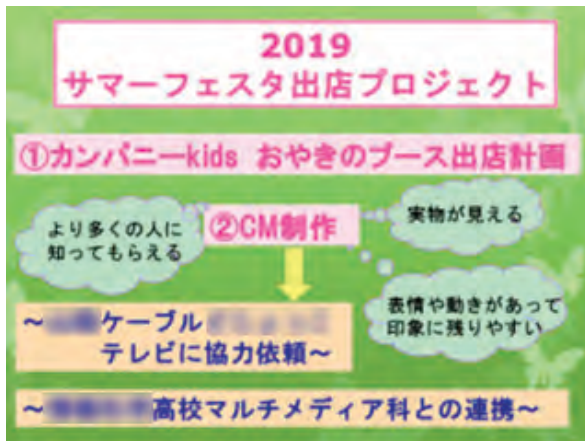 2019
サマーフェスタ出店プロジェクト
①カンパニーkids おやきのブース出店計画
より多くの人に
知ってもらえる
②CM制作
実物が見える
表情や動きがあって
印象に残りやすい
~ケーブル
テレビに協力依頼~
~高校マルチメディア科との連携~